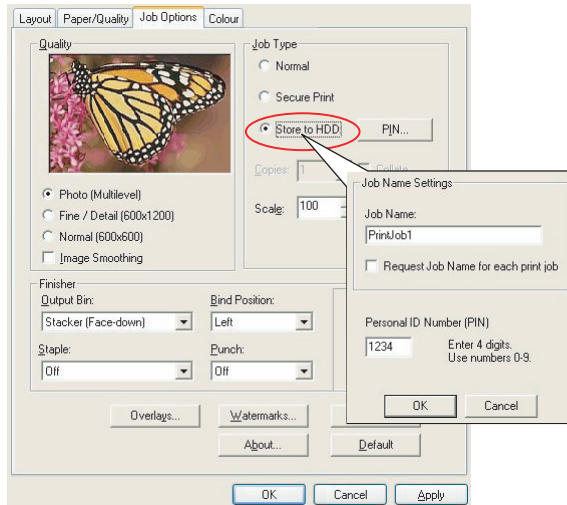 Layout
Paper/Quality
Job Options
Colour
Quality
Photo (Multilevel)
Fine / Detail (600x1200)
Normal (600x600)
Image Smoothing
Job Type
Normal
Secure Print
Store to HDD
PIN...
Copies: 1
Collate
Scale: 100
Finisher
Output Bin:
Stacker (Face-down)
Bind Position:
Left
Staple:
Off
Punch:
Off
Overlays...
Watermarks...
About...
Default
OK
Cancel
Apply
Job Name Settings
Job Name:
PrintJob1
Request Job Name for each print job
Personal ID Number (PIN)
1234
Enter 4 digits.
Use numbers 0-9.
OK
Cancel